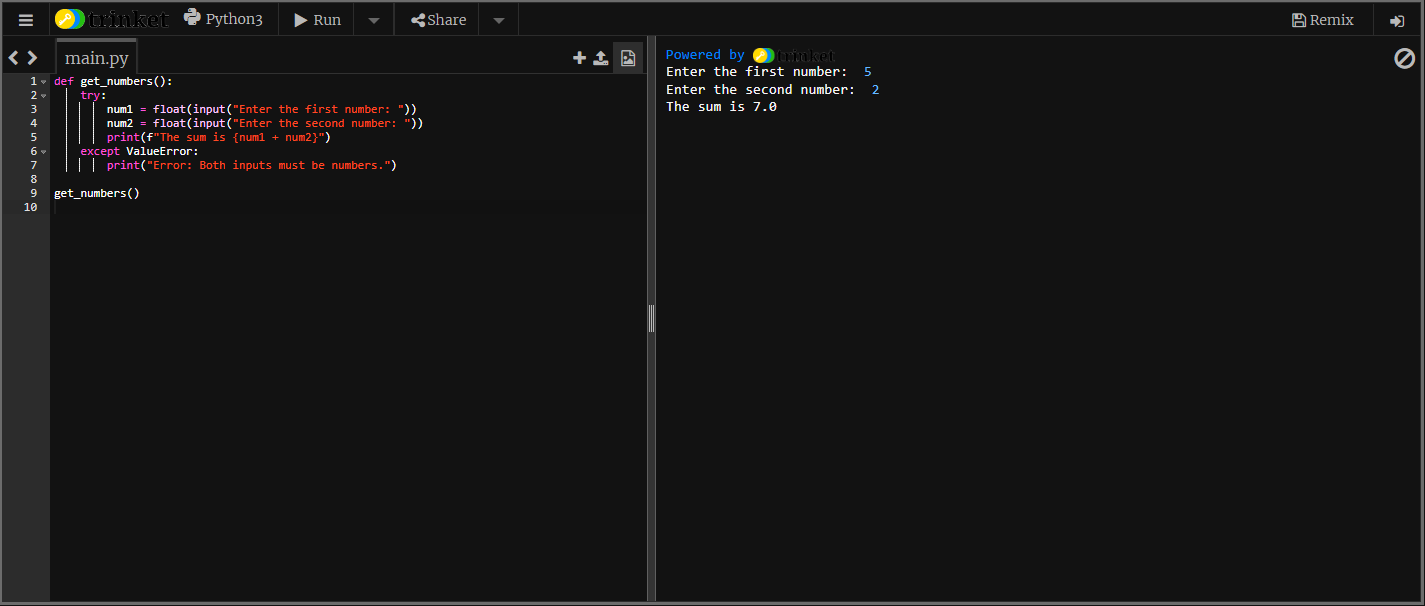 trinket Python3 Run Share Remix
main.py
1 def get_numbers():
2     try:
3         num1 = float(input("Enter the first number: "))
4         num2 = float(input("Enter the second number: "))
5         print(f"The sum is {num1 + num2}")
6     except ValueError:
7         print("Error: Both inputs must be numbers.")
8
9 get_numbers()
10
Powered by trinket
Enter the first number:  5
Enter the second number:  2
The sum is 7.0